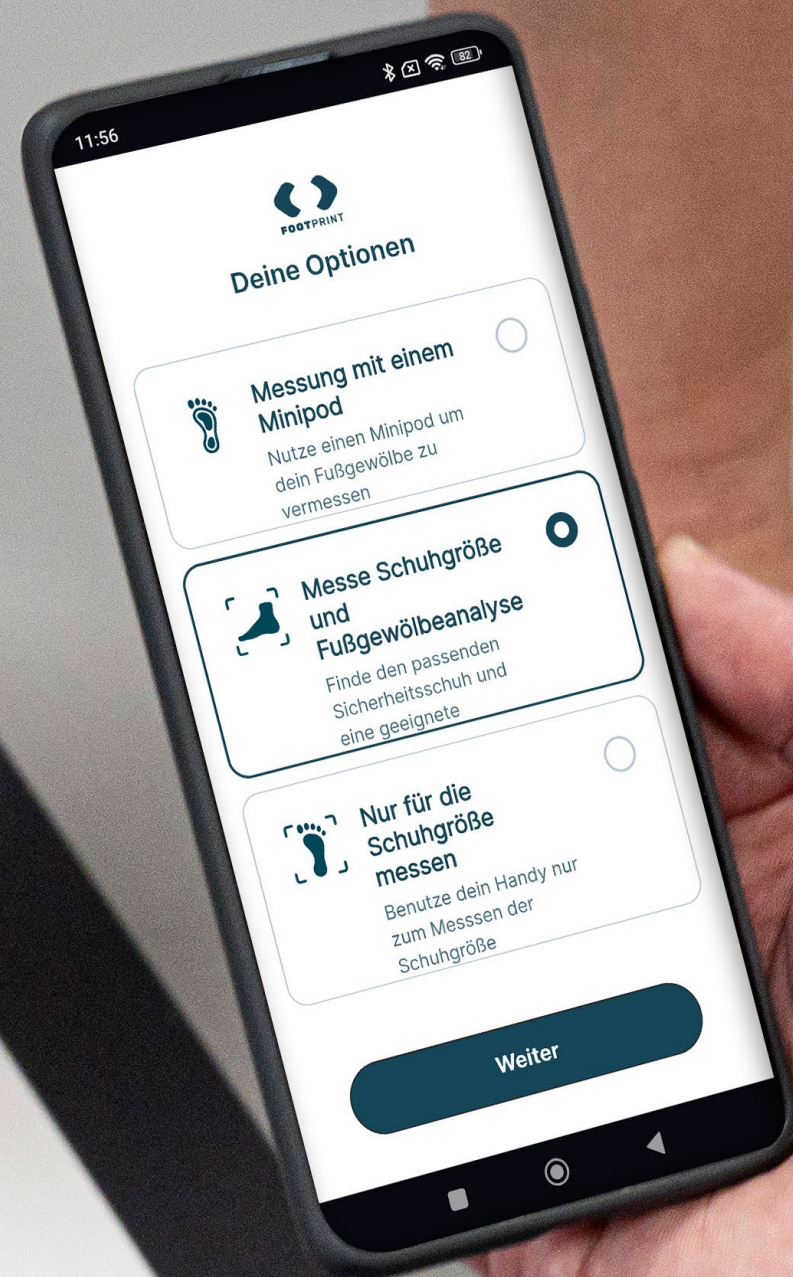 11:56
82
FOOTPRINT
Deine Optionen
Messung mit einem
Minipod
Nutze einen Minipod um
dein Fußgewölbe zu
vermessen
Messe Schuhgröße
und
Fußgewölbeanalyse
Finde den passenden
Sicherheitsschuh und
eine geeignete
Nur für die
Schuhgröße
messen
Benutze dein Handy nur
zum Messsen der
Schuhgröße
Weiter